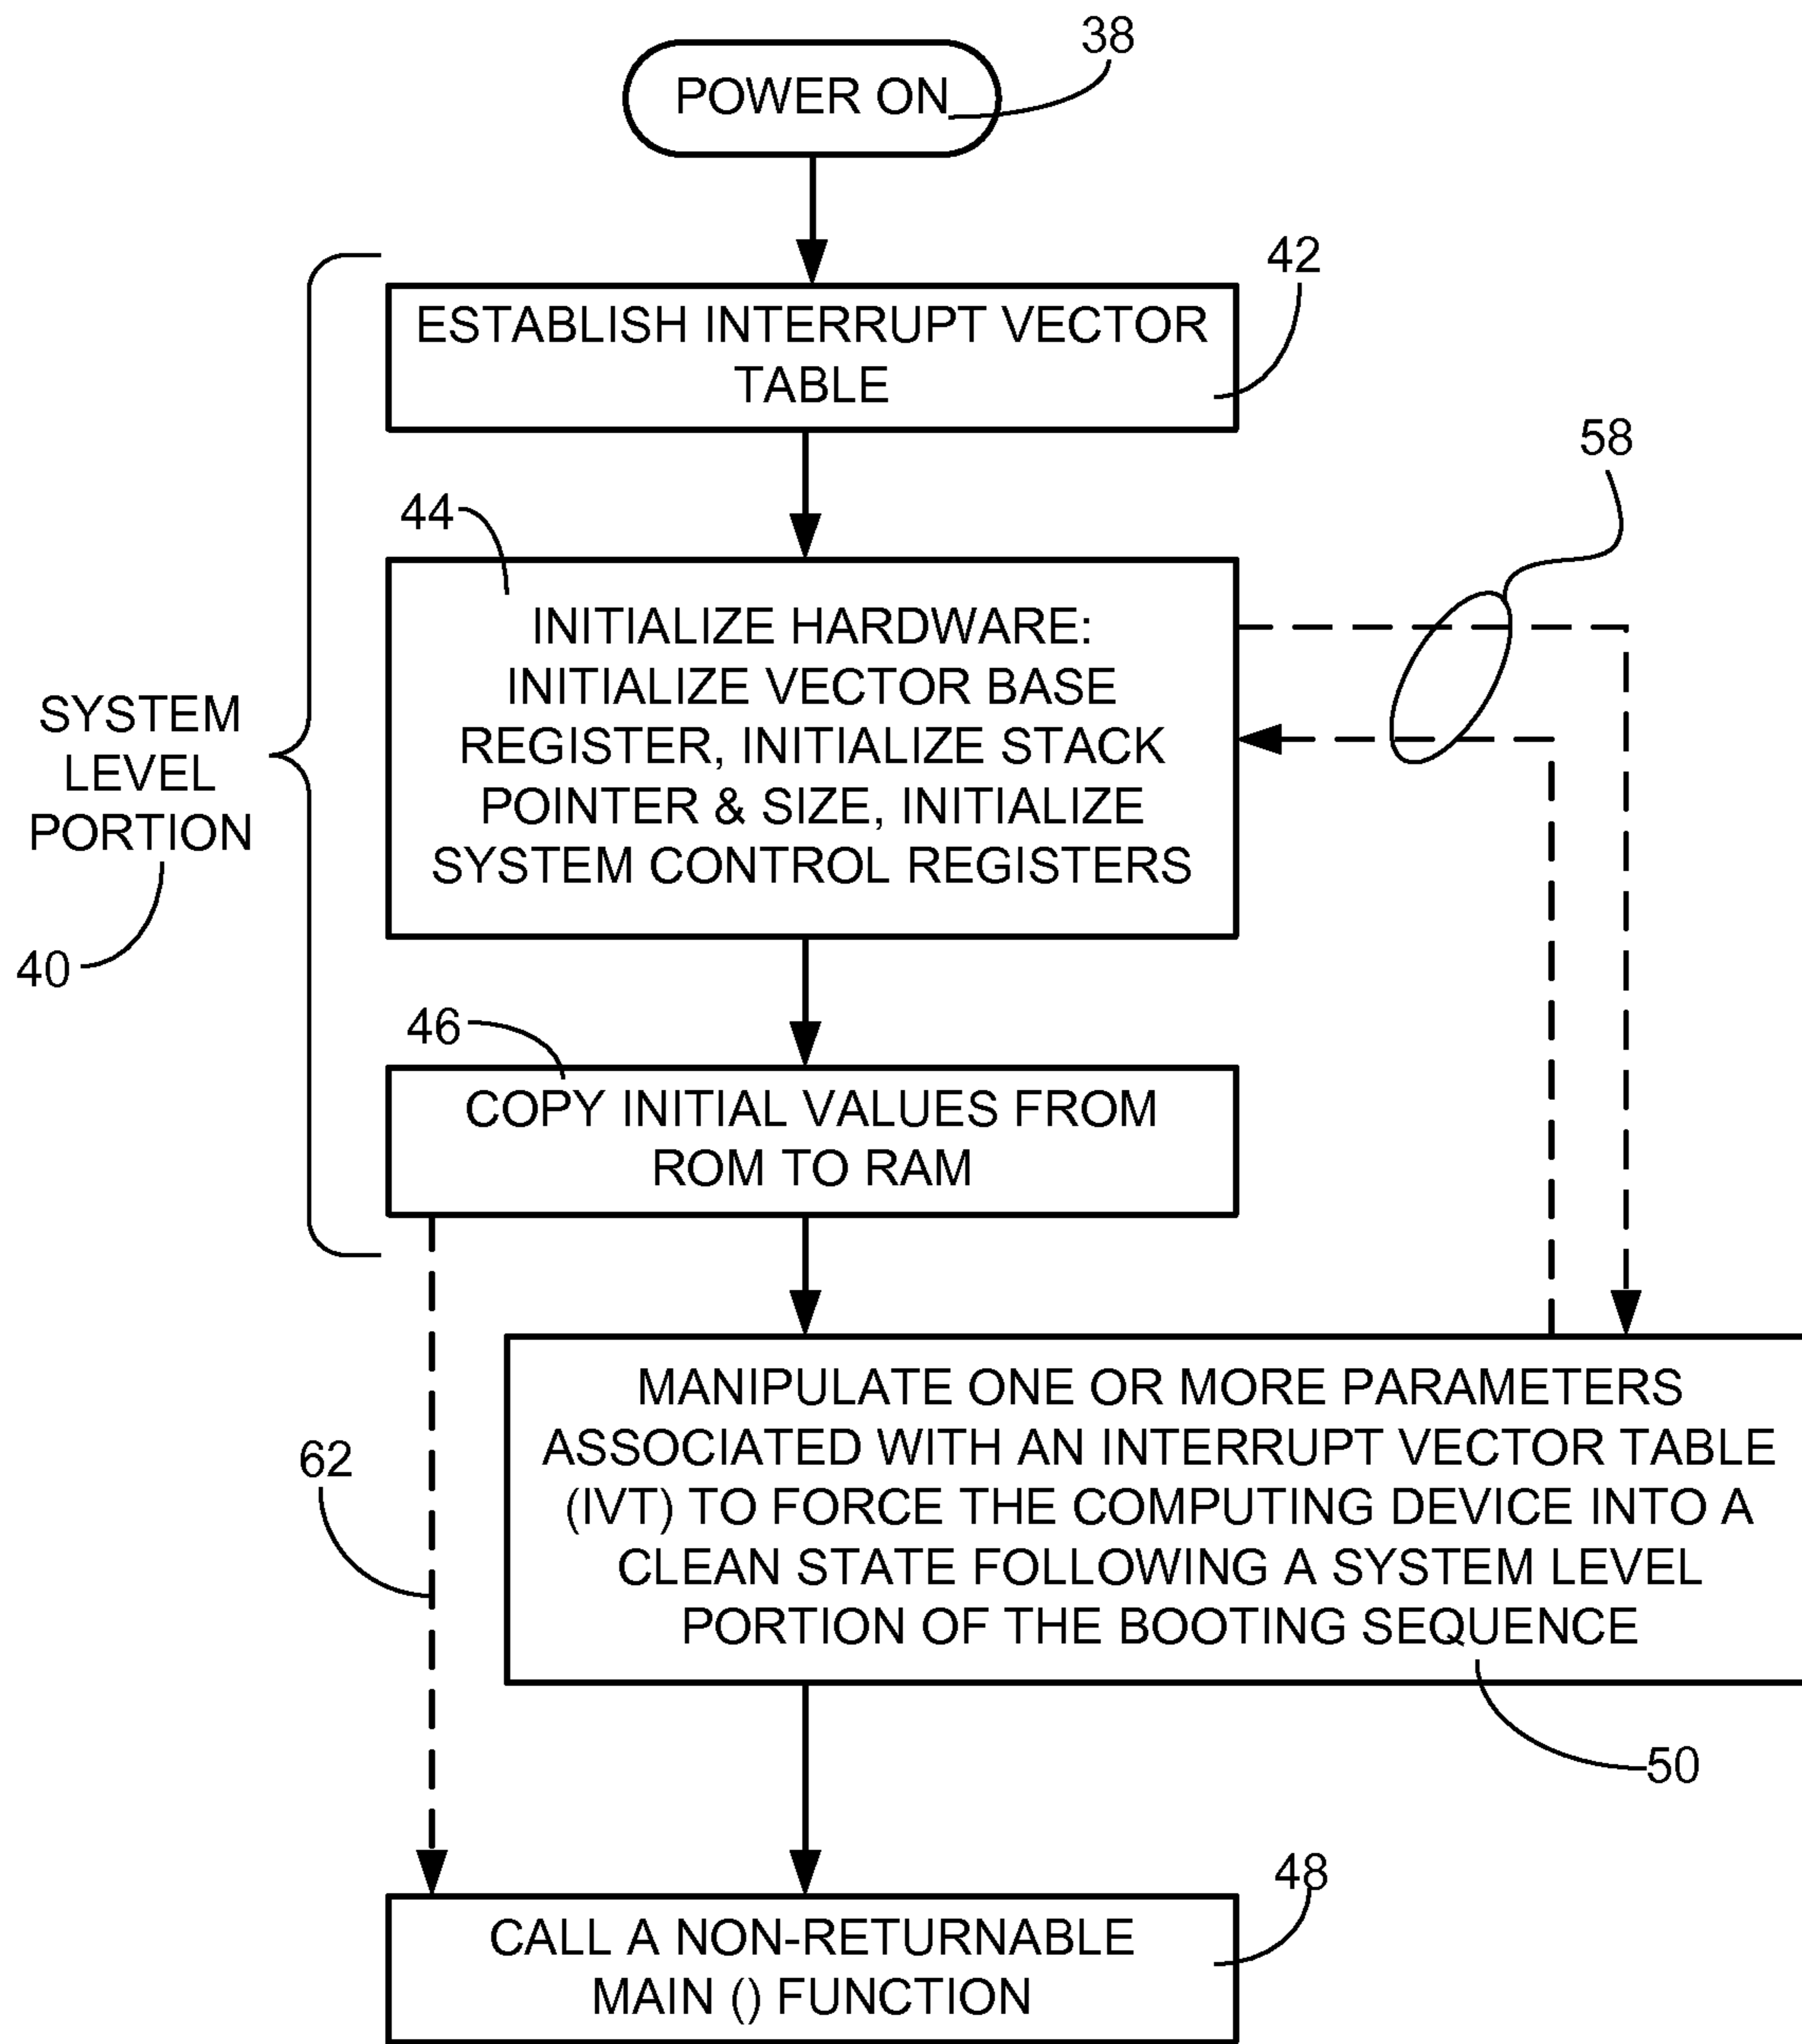 38
POWER ON
42
ESTABLISH INTERRUPT VECTOR
TABLE
58
44
INITIALIZE HARDWARE:
INITIALIZE VECTOR BASE
REGISTER, INITIALIZE STACK
POINTER & SIZE, INITIALIZE
SYSTEM CONTROL REGISTERS
SYSTEM
LEVEL
PORTION
40
46
COPY INITIAL VALUES FROM
ROM TO RAM
MANIPULATE ONE OR MORE PARAMETERS
ASSOCIATED WITH AN INTERRUPT VECTOR TABLE
(IVT) TO FORCE THE COMPUTING DEVICE INTO A
CLEAN STATE FOLLOWING A SYSTEM LEVEL
PORTION OF THE BOOTING SEQUENCE
62
50
48
CALL A NON-RETURNABLE
MAIN () FUNCTION